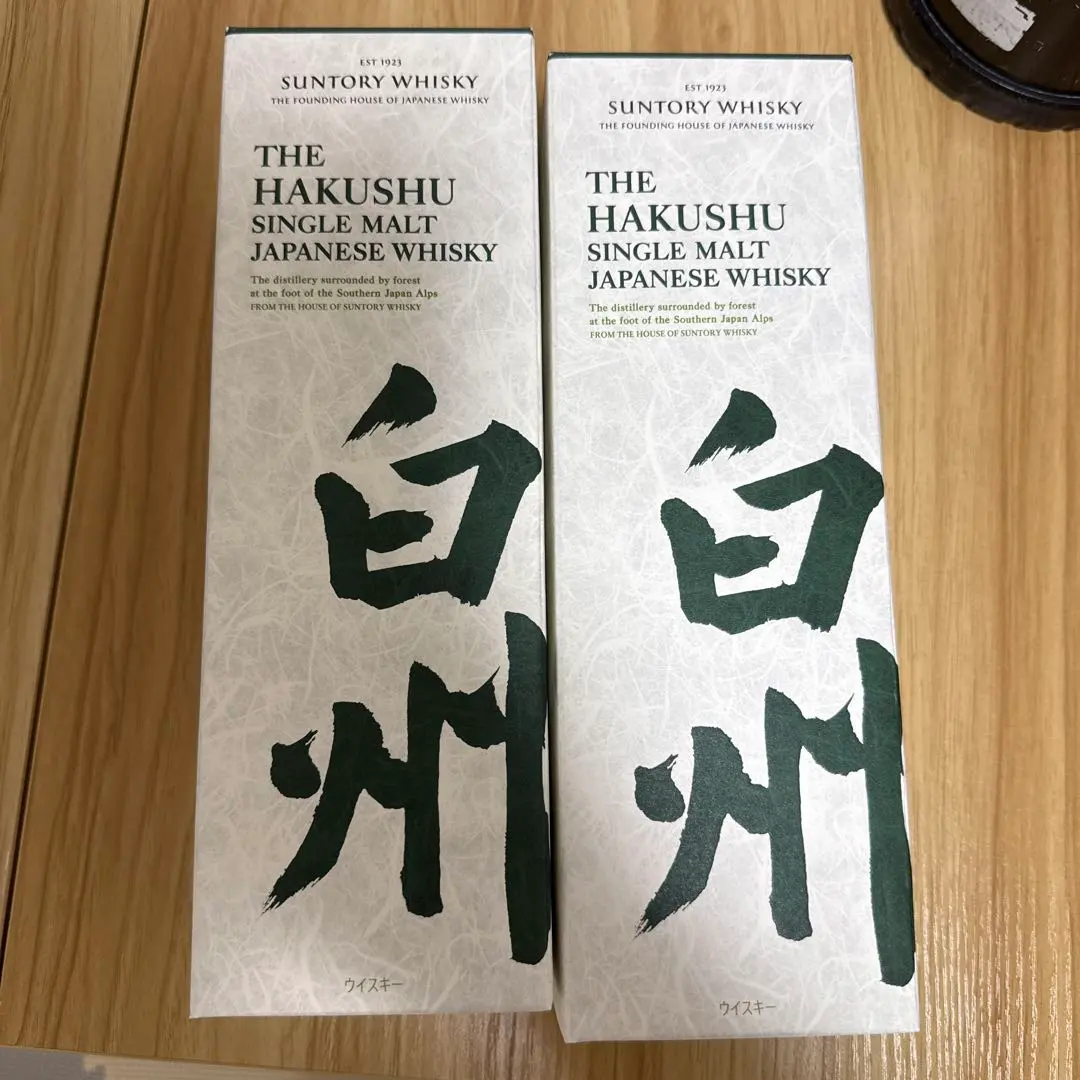 EST 1923
SUNTORY WHISKY
THE FOUNDING HOUSE OF JAPANESE WHISKY
THE
HAKUSHU
SINGLE MALT
JAPANESE WHISKY
The distillery surrounded by forest
at the foot of the Southern Japan Alps
FROM THE HOUSE OF SUNTORY WHISKY
白
州
ウイスキー
EST 1923
SUNTORY WHISKY
THE FOUNDING HOUSE OF JAPANESE WHISKY
THE
HAKUSHU
SINGLE MALT
JAPANESE WHISKY
The distillery surrounded by forest
at the foot of the Southern Japan Alps
FROM THE HOUSE OF SUNTORY WHISKY
白
州
ウイスキー